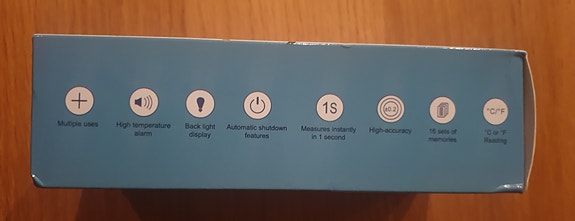 Multiple uses
High temperature
alarm
Back light
display
Automatic shutdown
features
1S
Measures instantly
in 1 second
±0.2
High-accuracy
16 sets of
memories
°C/°F
°C or °F
Reading